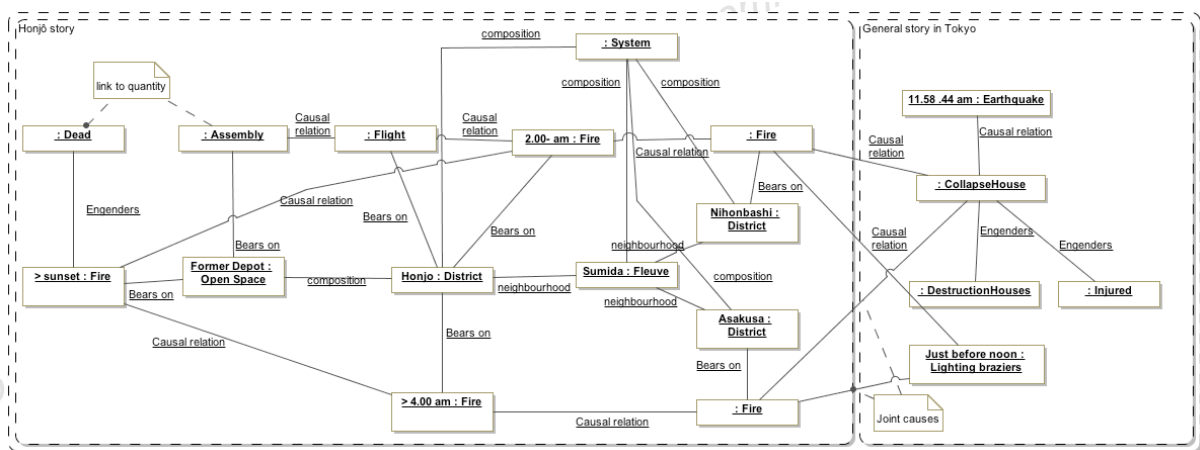 Honjô story
General story in Tokyo
composition
: System
link to quantity
composition
composition
11.58 .44 am : Earthquake
: Dead
: Assembly
Causal
relation
: Flight
Causal
relation
2.00- am : Fire
: Fire
Causal relation
Causal relation
Causal
relation
: CollapseHouse
Bears on
Engenders
Causal relation
Bears on
Nihonbashi :
District
Bears on
Causal
relation
Engenders
Engenders
Bears on
neighbourhood
> sunset : Fire
Former Depot :
Open Space
composition
Honjo : District
neighbourhood
Sumida : Fleuve
composition
Bears on
neighbourhood
: DestructionHouses
: Injured
Asakusa :
District
Bears on
Causal relation
Bears on
Just before noon :
Lighting braziers
> 4.00 am : Fire
Causal relation
: Fire
Joint causes